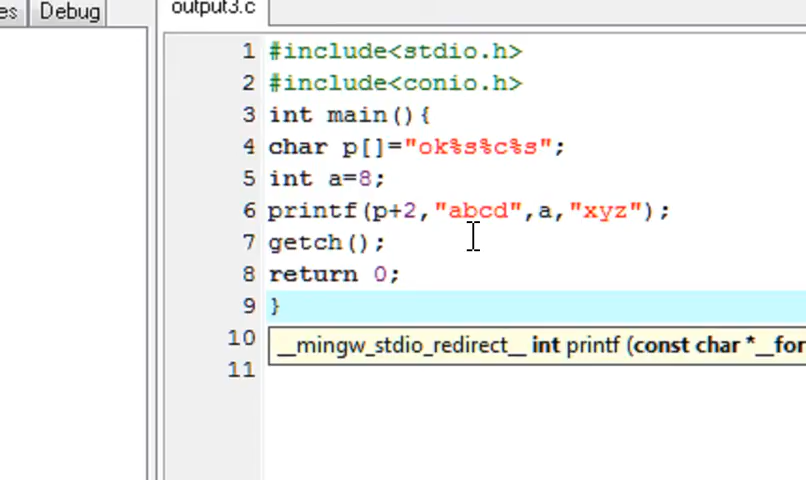 es Debug output3.c
1 #include<stdio.h>
2 #include<conio.h>
3 int main(){
4 char p[]="ok%s%c%s";
5 int a=8;
6 printf(p+2,"abcd",a,"xyz");
7 getch();
8 return 0;
9 }
10 __mingw_stdio_redirect__ int printf (const char *__for
11